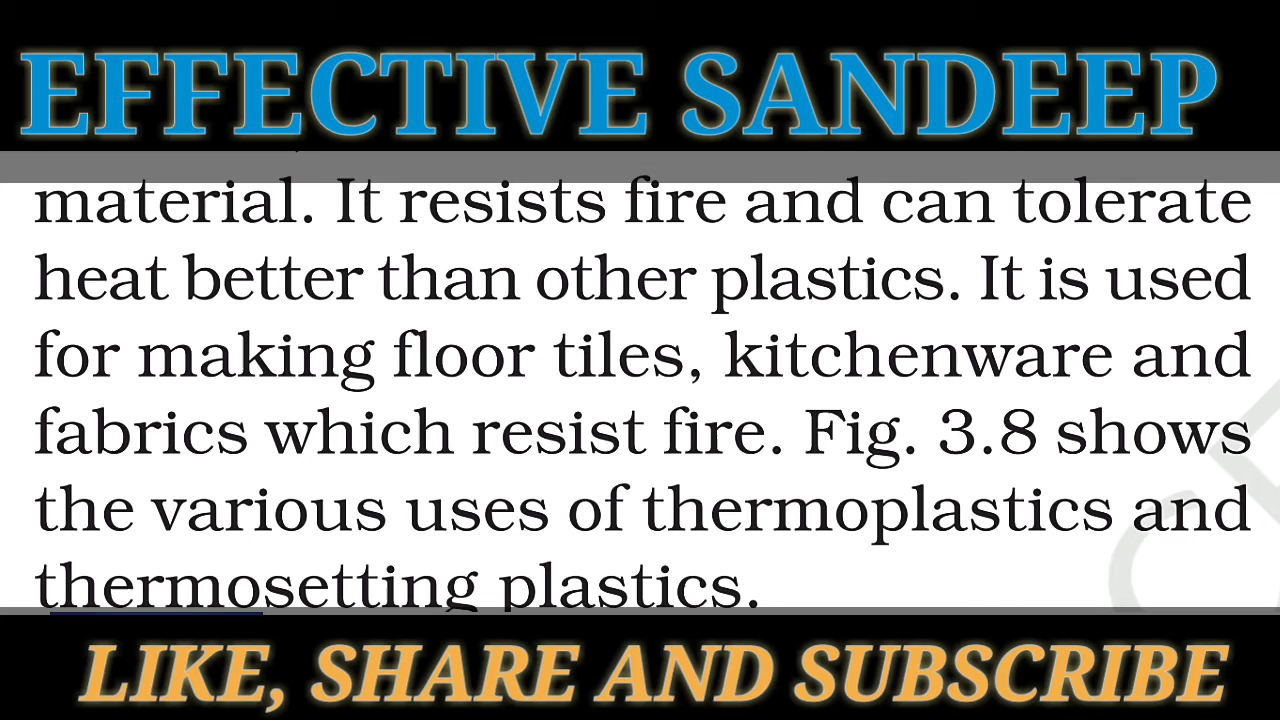 EFFECTIVE SANDEEP
material. It resists fire and can tolerate
heat better than other plastics. It is used
for making floor tiles, kitchenware and
fabrics which resist fire. Fig. 3.8 shows
the various uses of thermoplastics and
thermosetting plastics.
LIKE, SHARE AND SUBSCRIBE